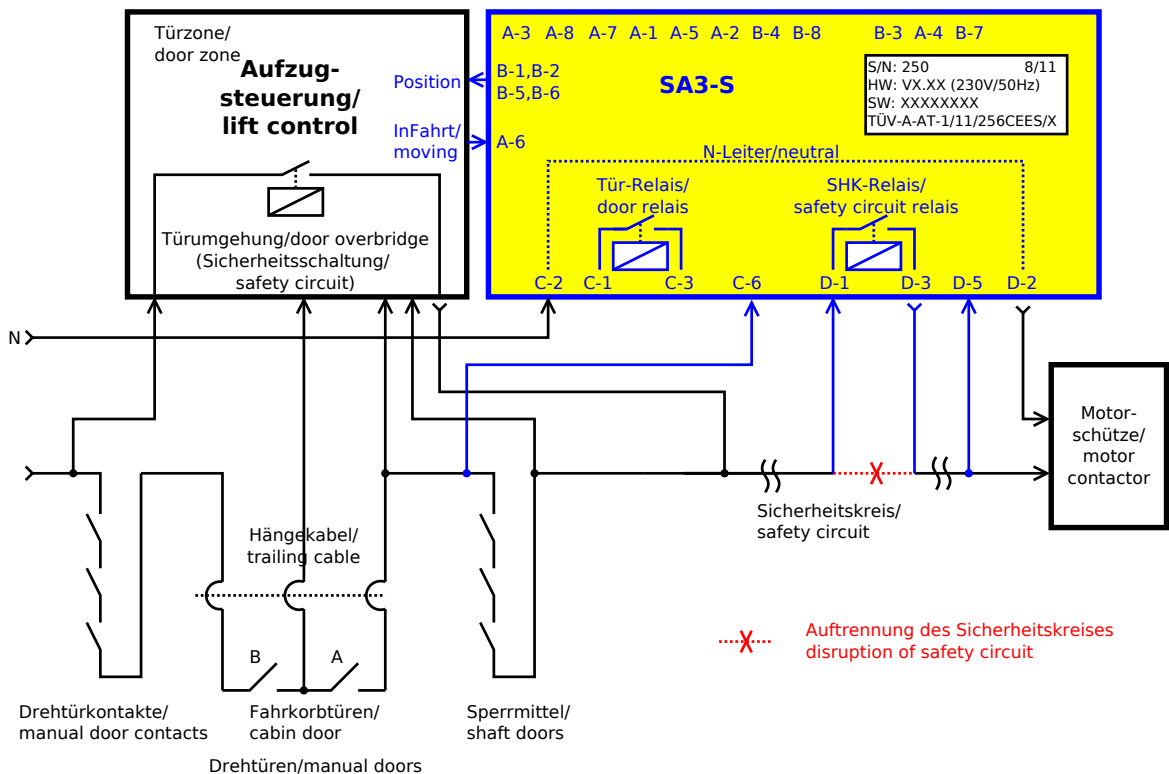 Türzone/
door zone
Aufzug-
steuerung/
lift control
Position
InFahrt/
moving
Türumgehung/door overbridge
(Sicherheitsschaltung/
safety circuit)
A-3 A-8 A-7 A-1 A-5 A-2 B-4 B-8 B-3 A-4 B-7
B-1,B-2
B-5,B-6
SA3-S
S/N: 250 8/11
HW: VX.XX (230V/50Hz)
SW: XXXXXXXX
TÜV-A-AT-1/11/256CEES/X
A-6
N-Leiter/neutral
Tür-Relais/
door relais
SHK-Relais/
safety circuit relais
C-2 C-1 C-3 C-6 D-1 D-3 D-5 D-2
N
Motor-
schütze/
motor
contactor
Sicherheitskreis/
safety circuit
Hängekabel/
trailing cable
B A
Auftrennung des Sicherheitskreises
disruption of safety circuit
Drehtürkontakte/
manual door contacts
Fahrkorbtüren/
cabin door
Sperrmittel/
shaft doors
Drehtüren/manual doors